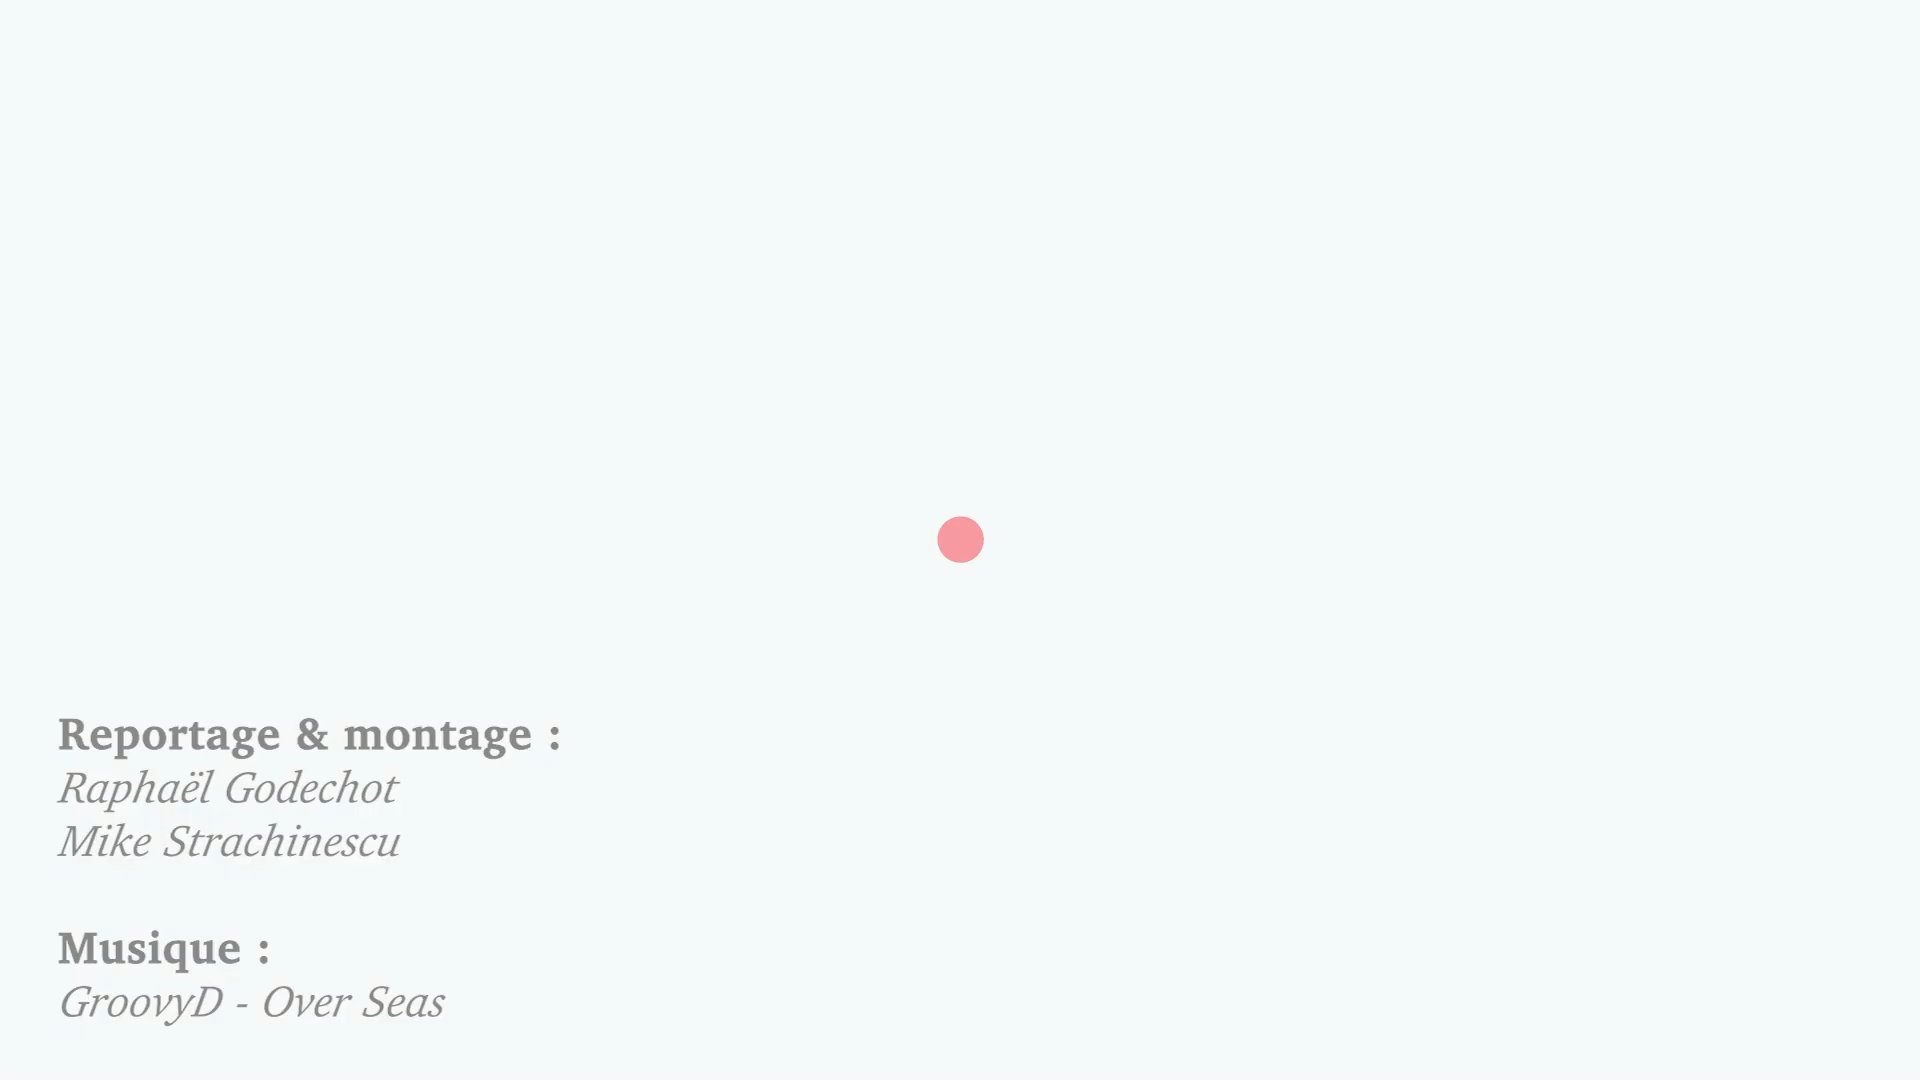 Reportage & montage :
Raphaël Godechot
Mike Strachinescu
Musique :
GroovyD - Over Seas